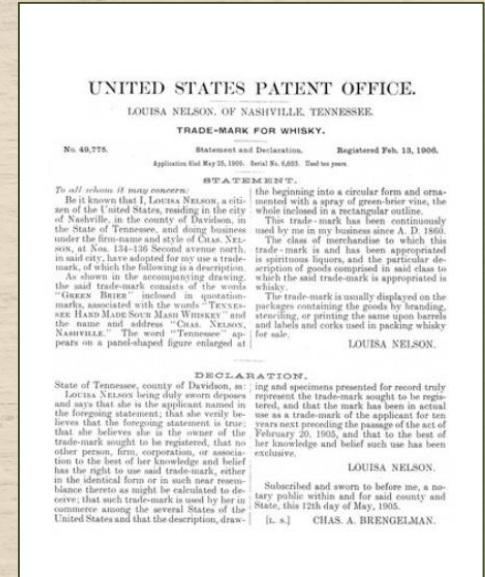 UNITED STATES PATENT OFFICE.
LOUISA NELSON, OF NASHVILLE, TENNESSEE.
TRADE-MARK FOR WHISKY.
No. 49,775. Statement and Declaration. Registered Feb. 13, 1906.
Application filed May 25, 1905. Serial No. 6,693. Used ten years.
STATEMENT.
To all whom it may concern:
Be it known that I, LOUISA NELSON, a citi-
zen of the United States, residing in the city
of Nashville, in the county of Davidson, in
the State of Tennessee, and doing business
under the firm-name and style of CHAS. NEL-
SON, at Nos. 134-136 Second avenue north,
in said city, have adopted for my use a trade-
mark, of which the following is a description.
As shown in the accompanying drawing,
the said trade-mark consists of the words
"GREEN BRIER" inclosed in quotation-
marks, associated with the words "TENNES-
SEE HAND MADE SOUR MASH WHISKEY" and
the name and address "CHAS. NELSON,
NASHVILLE." The word "Tennessee" ap-
pears on a panel-shaped figure enlarged at
the beginning into a circular form and orna-
mented with a spray of green-brier vine, the
whole inclosed in a rectangular outline.
This trade-mark has been continuously
used by me in my business since A. D. 1860.
The class of merchandise to which this
trade-mark is and has been appropriated
is spirituous liquors, and the particular de-
scription of goods comprised in said class to
which the said trade-mark is appropriated is
whisky.
The trade-mark is usually displayed on the
packages containing the goods by branding,
stenciling, or printing the same upon barrels
and labels and corks used in packing whisky
for sale.
LOUISA NELSON.
DECLARATION.
State of Tennessee, county of Davidson, ss:
LOUISA NELSON being duly sworn deposes
and says that she is the applicant named in
the foregoing statement; that she verily be-
lieves that the foregoing statement is true;
that she believes she is the owner of the
trade-mark sought to be registered, that no
other person, firm, corporation, or associa-
tion to the best of her knowledge and belief
has the right to use said trade-mark, either
in the identical form or in such near resem-
blance thereto as might be calculated to de-
ceive; that such trade-mark is used by her in
commerce among the several States of the
United States and that the description, draw-
ing and specimens presented for record truly
represent the trade-mark sought to be regis-
tered, and that the mark has been in actual
use as a trade-mark of the applicant for ten
years next preceding the passage of the act of
February 20, 1905, and that to the best of
her knowledge and belief such use has been
exclusive.
LOUISA NELSON.
Subscribed and sworn to before me, a no-
tary public within and for said county and
State, this 12th day of May, 1905.
[L. S.] CHAS. A. BRENGELMAN.